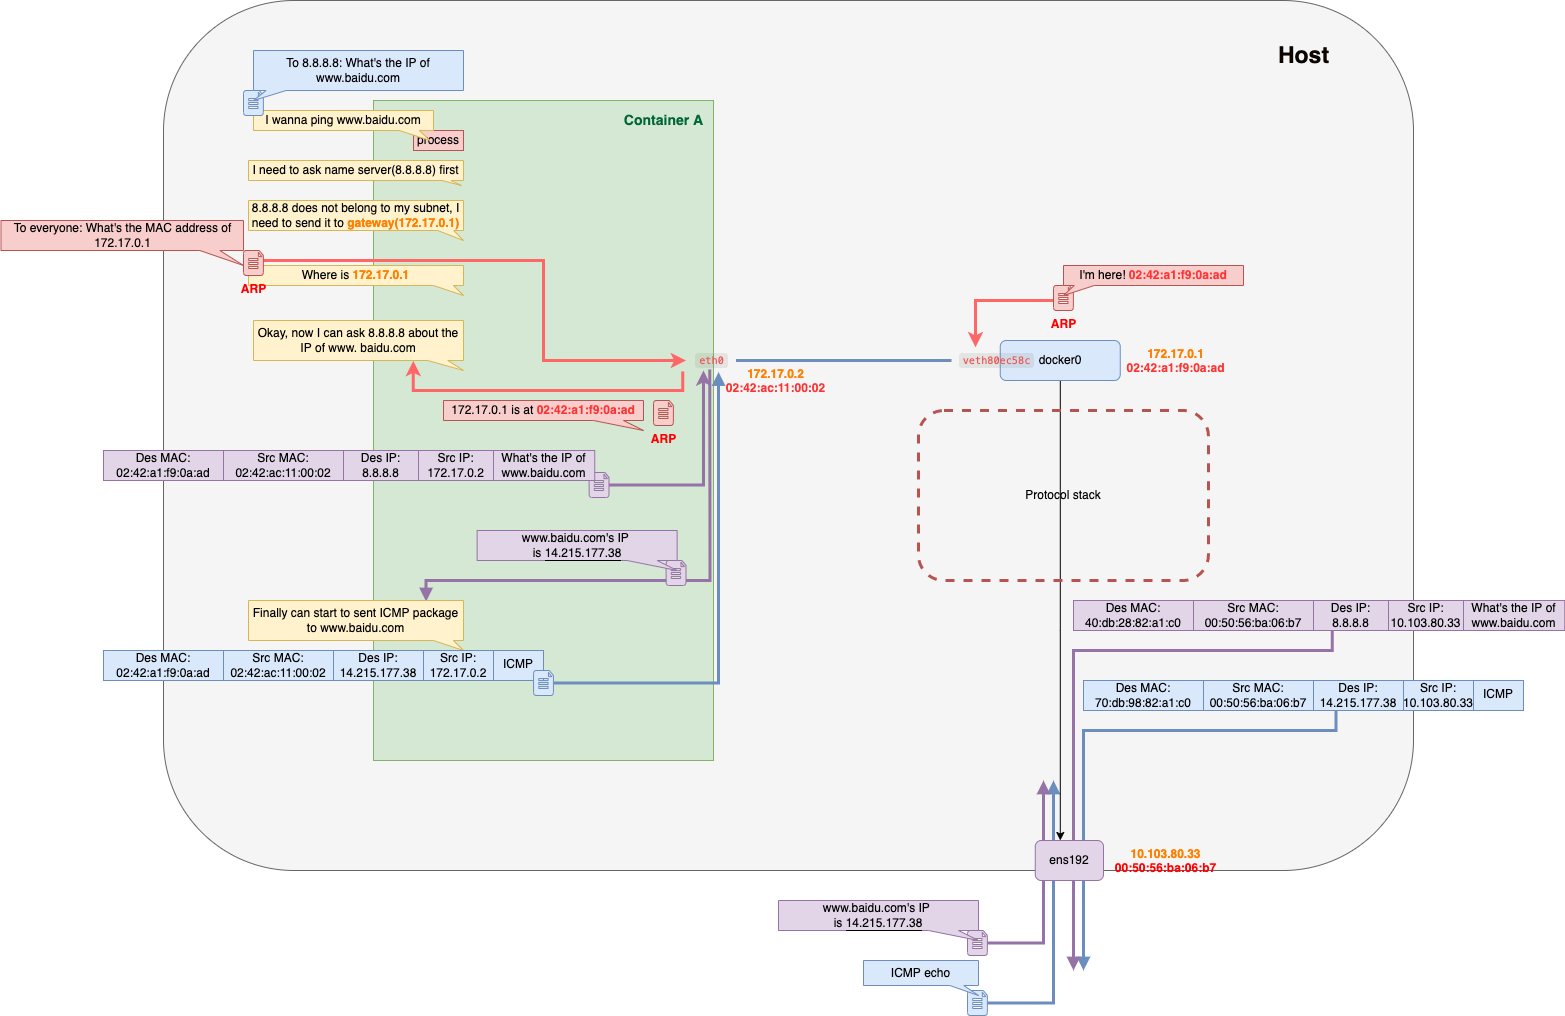 Host
To 8.8.8.8: What's the IP of
www.baidu.com
I wanna ping www.baidu.com
Container A
process
I need to ask name server(8.8.8.8) first
8.8.8.8 does not belong to my subnet, I
need to send it to gateway(172.17.0.1)
To everyone: What's the MAC address of
172.17.0.1
Where is 172.17.0.1
ARP
I'm here! 02:42:a1:f9:0a:ad
ARP
Okay, now I can ask 8.8.8.8 about the
IP of www. baidu.com
eth0
veth80ec58c
docker0
172.17.0.1
02:42:a1:f9:0a:ad
172.17.0.2
02:42:ac:11:00:02
172.17.0.1 is at 02:42:a1:f9:0a:ad
ARP
Des MAC:
02:42:a1:f9:0a:ad
Src MAC:
02:42:ac:11:00:02
Des IP:
8.8.8.8
Src IP:
172.17.0.2
What's the IP of
www.baidu.com
Protocol stack
www.baidu.com's IP
is 14.215.177.38
Finally can start to sent ICMP package
to www.baidu.com
Des MAC:
02:42:a1:f9:0a:ad
Src MAC:
02:42:ac:11:00:02
Des IP:
14.215.177.38
Src IP:
172.17.0.2
ICMP
Des MAC:
40:db:28:82:a1:c0
Src MAC:
00:50:56:ba:06:b7
Des IP:
8.8.8.8
Src IP:
10.103.80.33
What's the IP of
www.baidu.com
Des MAC:
70:db:98:82:a1:c0
Src MAC:
00:50:56:ba:06:b7
Des IP:
14.215.177.38
Src IP:
10.103.80.33
ICMP
ens192
10.103.80.33
00:50:56:ba:06:b7
www.baidu.com's IP
is 14.215.177.38
ICMP echo